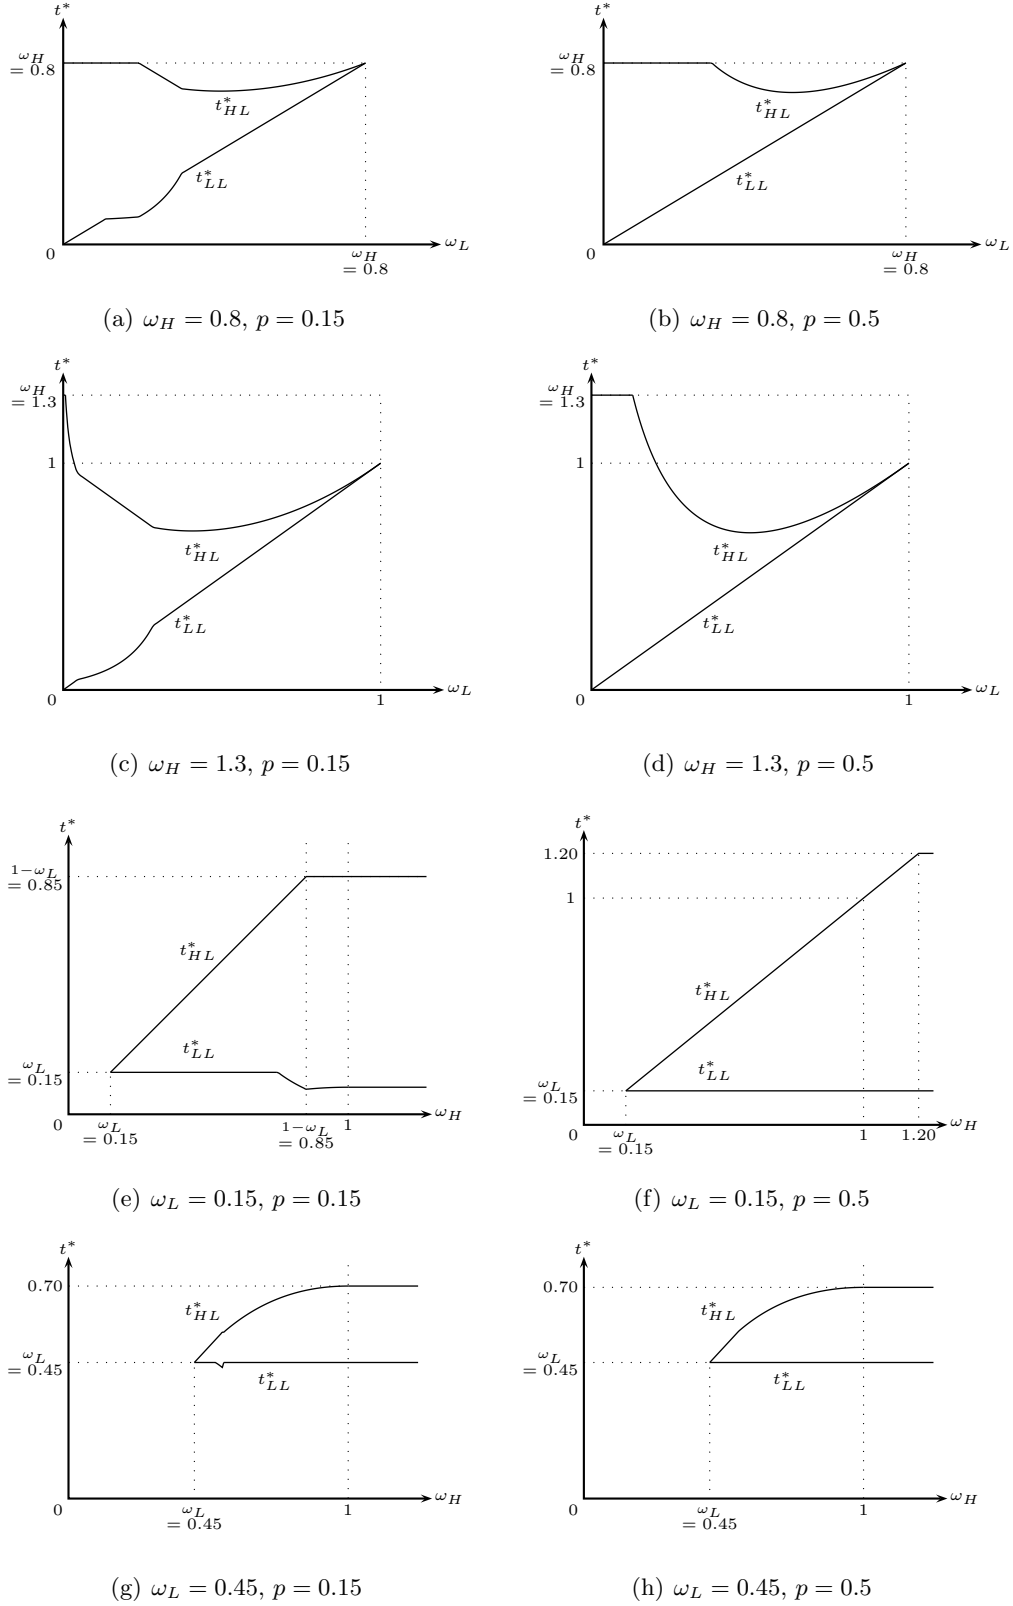 t*
ω_H
= 0.8
t*_HL
t*_LL
0
ω_L
ω_H
= 0.8
(a) ω_H = 0.8, p = 0.15
t*
ω_H
= 0.8
t*_HL
t*_LL
0
ω_L
ω_H
= 0.8
(b) ω_H = 0.8, p = 0.5
t*
ω_H
= 1.3
1
t*_HL
t*_LL
0
1
ω_L
(c) ω_H = 1.3, p = 0.15
t*
ω_H
= 1.3
1
t*_HL
t*_LL
0
1
ω_L
(d) ω_H = 1.3, p = 0.5
t*
1−ω_L
= 0.85
t*_HL
t*_LL
ω_L
= 0.15
0
ω_L
= 0.15
1−ω_L
= 0.85
1
ω_H
(e) ω_L = 0.15, p = 0.15
t*
1.20
1
t*_HL
t*_LL
ω_L
= 0.15
0
ω_L
= 0.15
1
1.20
ω_H
(f) ω_L = 0.15, p = 0.5
t*
0.70
t*_HL
ω_L
= 0.45
t*_LL
0
ω_L
= 0.45
1
ω_H
(g) ω_L = 0.45, p = 0.15
t*
0.70
t*_HL
ω_L
= 0.45
t*_LL
0
ω_L
= 0.45
1
ω_H
(h) ω_L = 0.45, p = 0.5